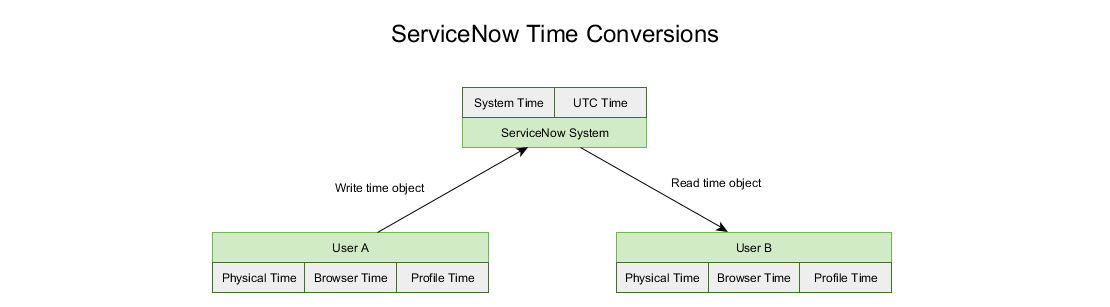 ServiceNow Time Conversions
System Time
UTC Time
ServiceNow System
Write time object
Read time object
User A
Physical Time
Browser Time
Profile Time
User B
Physical Time
Browser Time
Profile Time